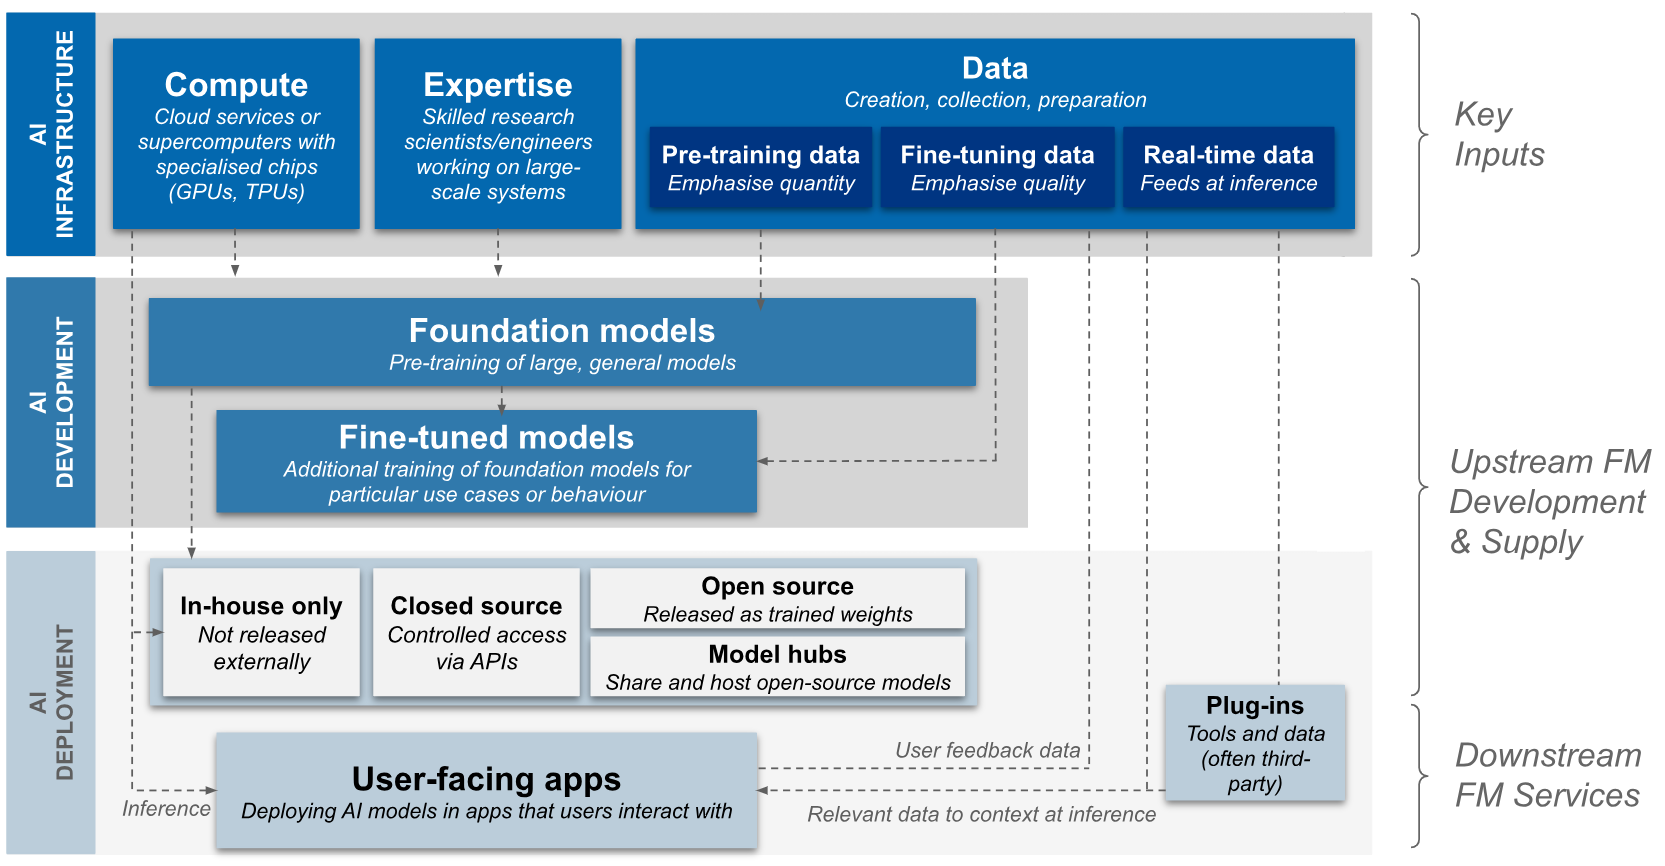 AI
INFRASTRUCTURE
Compute
Cloud services or
supercomputers with
specialised chips
(GPUs, TPUs)
Expertise
Skilled research
scientists/engineers
working on large-
scale systems
Data
Creation, collection, preparation
Pre-training data
Emphasise quantity
Fine-tuning data
Emphasise quality
Real-time data
Feeds at inference
Key
Inputs
AI
DEVELOPMENT
Foundation models
Pre-training of large, general models
Fine-tuned models
Additional training of foundation models for
particular use cases or behaviour
Upstream FM
Development
& Supply
AI
DEPLOYMENT
In-house only
Not released
externally
Closed source
Controlled access
via APIs
Open source
Released as trained weights
Model hubs
Share and host open-source models
Plug-ins
Tools and data
(often third-
party)
User-facing apps
Deploying AI models in apps that users interact with
Inference
User feedback data
Relevant data to context at inference
Downstream
FM Services